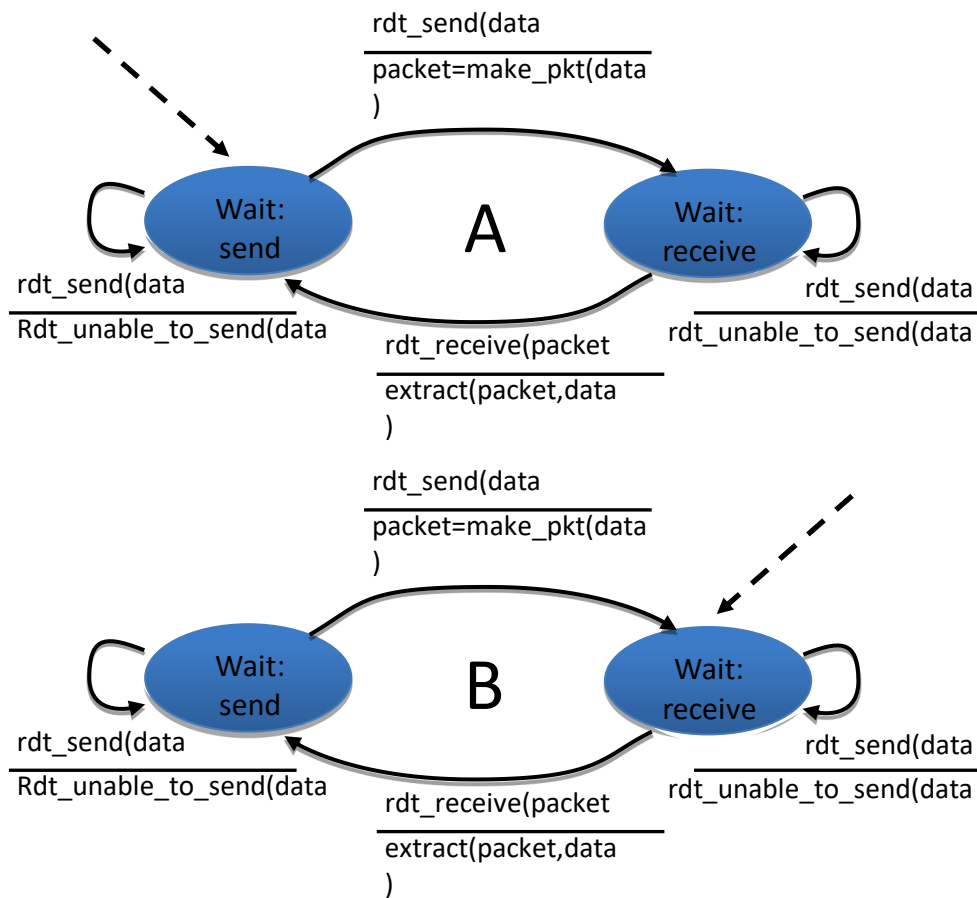 rdt_send(data
packet=make_pkt(data
)
Wait:
send
A
Wait:
receive
rdt_send(data
Rdt_unable_to_send(data
rdt_send(data
rdt_unable_to_send(data
rdt_receive(packet
extract(packet,data
)
rdt_send(data
packet=make_pkt(data
)
Wait:
send
B
Wait:
receive
rdt_send(data
Rdt_unable_to_send(data
rdt_send(data
rdt_unable_to_send(data
rdt_receive(packet
extract(packet,data
)